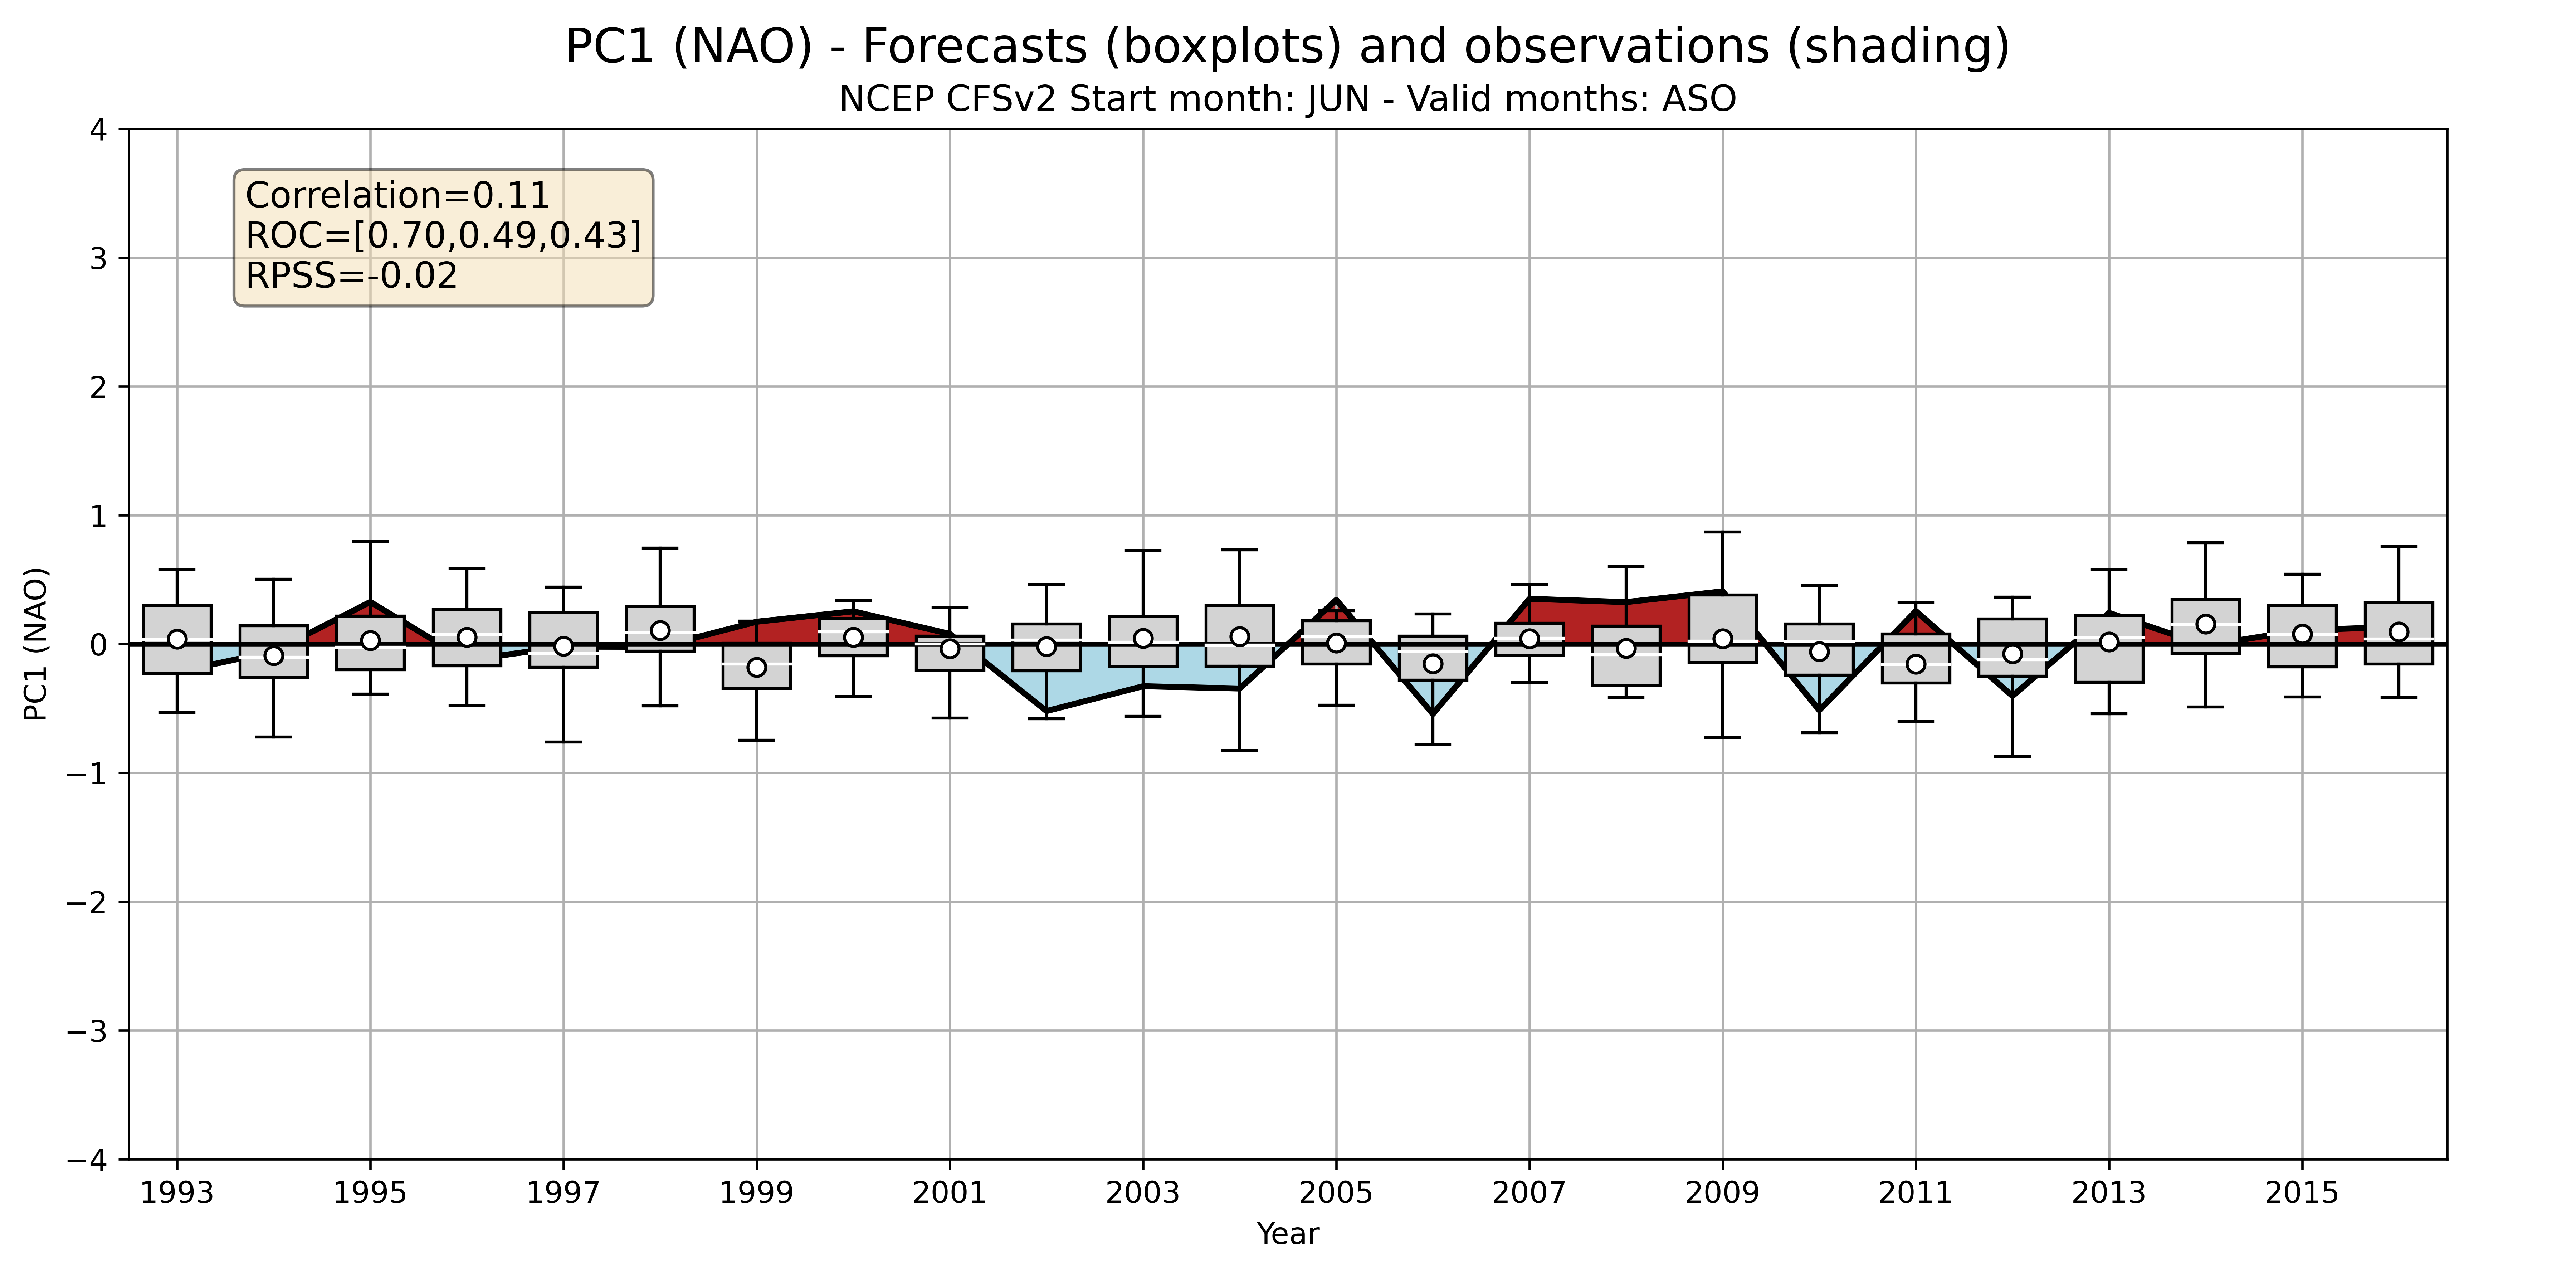 PC1 (NAO) - Forecasts (boxplots) and observations (shading)
NCEP CFSv2 Start month: JUN - Valid months: ASO
Correlation=0.11
ROC=[0.70,0.49,0.43]
RPSS=-0.02
PC1 (NAO)
4
3
2
1
0
−1
−2
−3
−4
1993 1995 1997 1999 2001 2003 2005 2007 2009 2011 2013 2015
Year